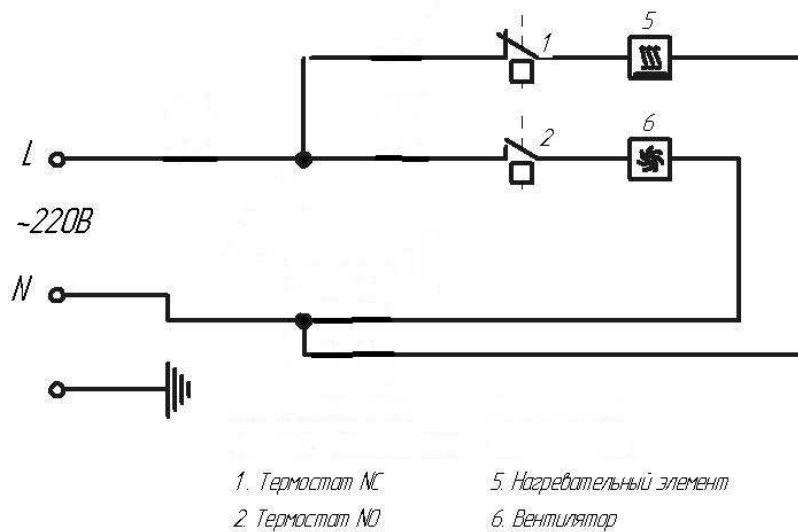 5
1
2
6
L
~220В
N
1. Термостат NC
5. Нагревательный элемент
2 Термостат NO
6. Вентилятор